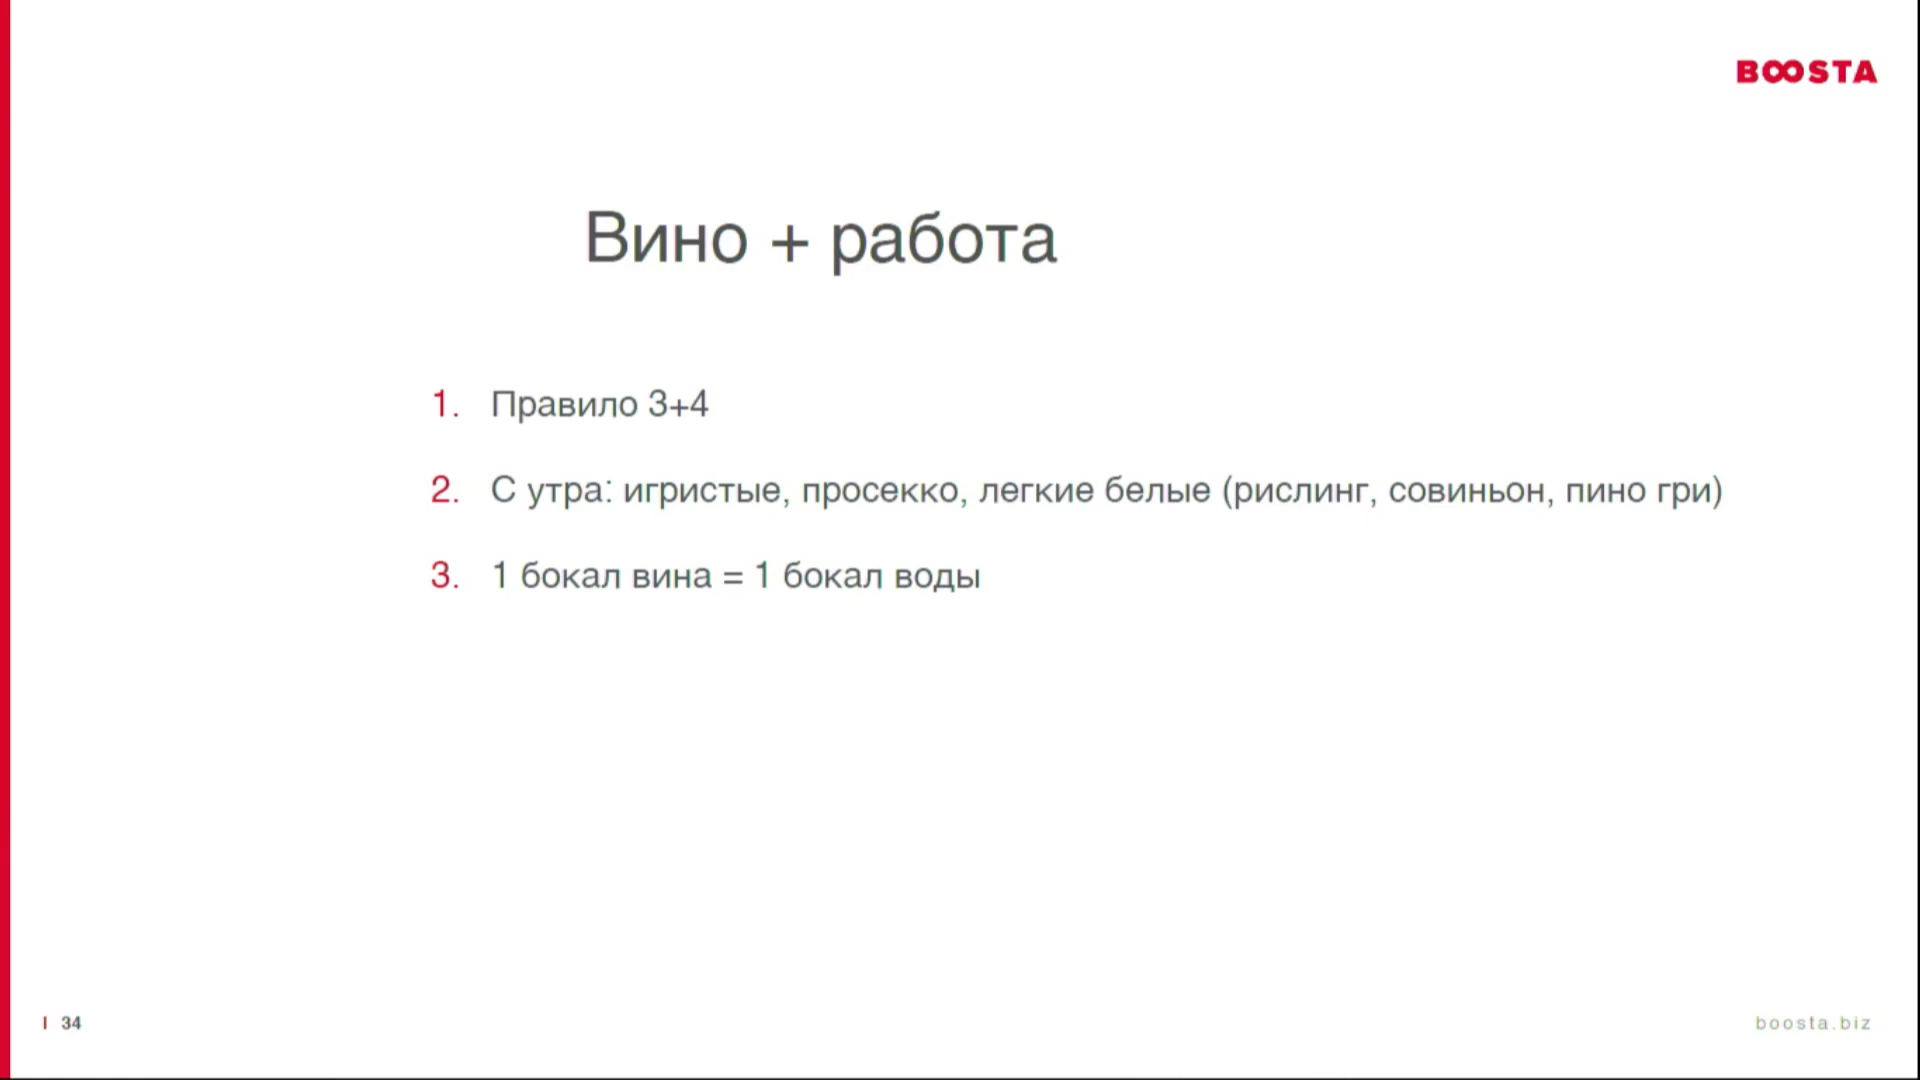 BOOSTA
Вино + работа
1. Правило 3+4
2. С утра: игристые, просекко, легкие белые (рислинг, совиньон, пино гри)
3. 1 бокал вина = 1 бокал воды
34
boosta.biz